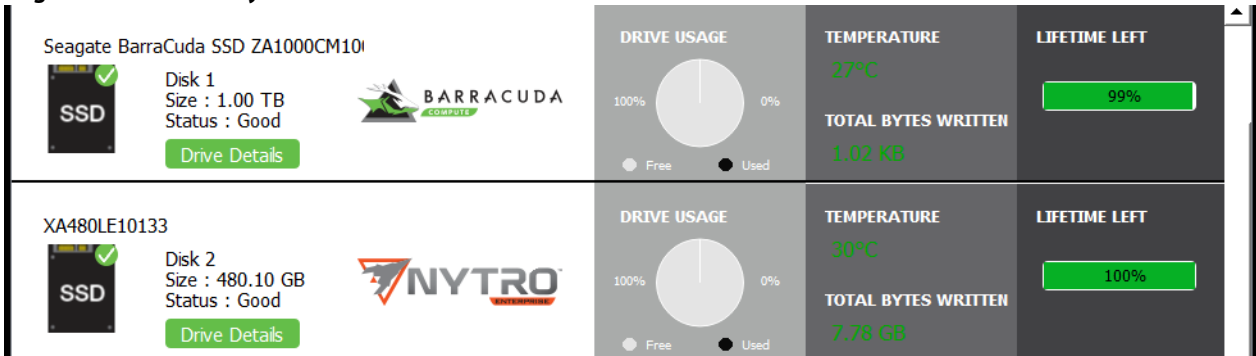 Seagate BarraCuda SSD ZA1000CM10
SSD
Disk 1
Size : 1.00 TB
Status : Good
Drive Details
BARRACUDA
COMPUTE
DRIVE USAGE
100%
0%
Free
Used
TEMPERATURE
27°C
TOTAL BYTES WRITTEN
1.02 KB
LIFETIME LEFT
99%
XA480LE10133
SSD
Disk 2
Size : 480.10 GB
Status : Good
Drive Details
NYTRO
ENTERPRISE
DRIVE USAGE
100%
0%
Free
Used
TEMPERATURE
30°C
TOTAL BYTES WRITTEN
7.78 GB
LIFETIME LEFT
100%